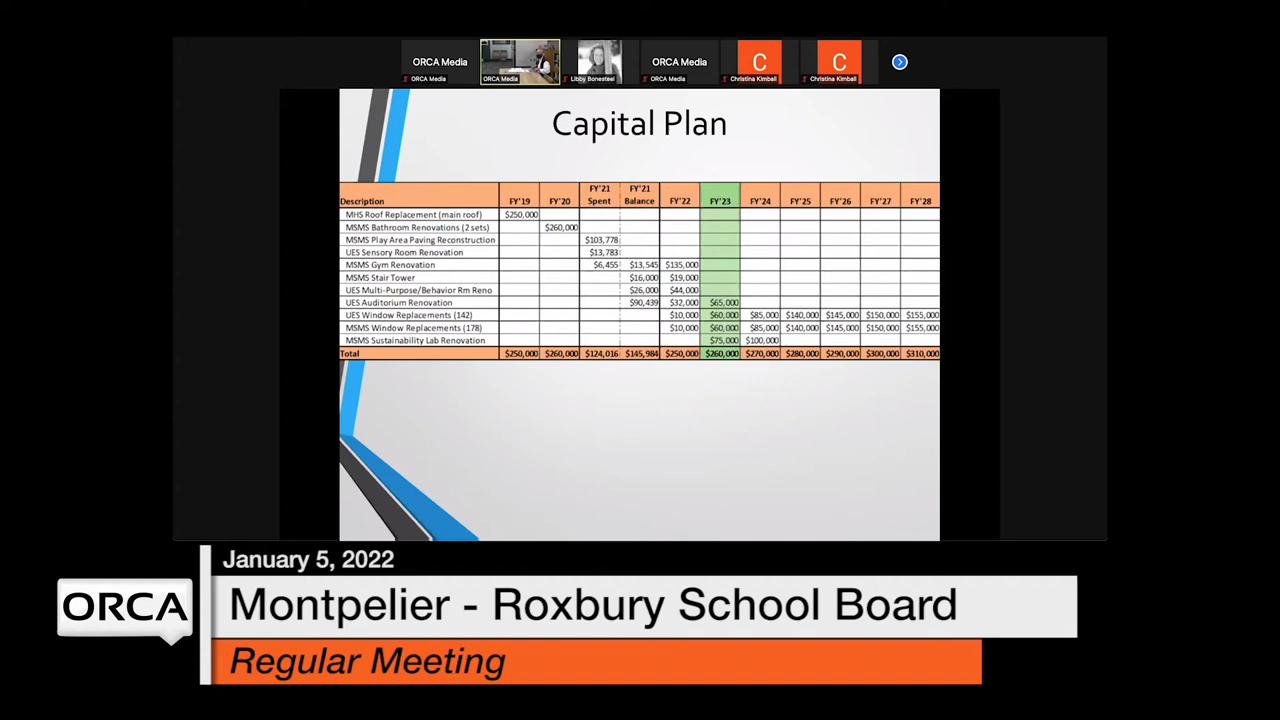 ORCA Media
ORCA Media
C
C
ORCA Media
ORCA Media
Libby Bonesteel
ORCA Media
Christina Kimball
Christina Kimball
Capital Plan
Description FY'19 FY'20 FY'21 Spent FY'21 Balance FY'22 FY'23 FY'24 FY'25 FY'26 FY'27 FY'28
MHS Roof Replacement (main roof) $250,000
MSMS Bathroom Renovations (2 sets) $260,000
MSMS Play Area Paving Reconstruction $103,778
UES Sensory Room Renovation $13,783
MSMS Gym Renovation $6,455 $13,545 $135,000
MSMS Stair Tower $16,000 $19,000
UES Multi-Purpose/Behavior Rm Reno $26,000 $44,000
UES Auditorium Renovation $90,439 $32,000 $65,000
UES Window Replacements (142) $10,000 $60,000 $85,000 $140,000 $145,000 $150,000 $155,000
MSMS Window Replacements (178) $10,000 $60,000 $85,000 $140,000 $145,000 $150,000 $155,000
MSMS Sustainability Lab Renovation $75,000 $100,000
Total $250,000 $260,000 $124,016 $145,984 $250,000 $260,000 $270,000 $280,000 $290,000 $300,000 $310,000
January 5, 2022
ORCA
Montpelier - Roxbury School Board
Regular Meeting